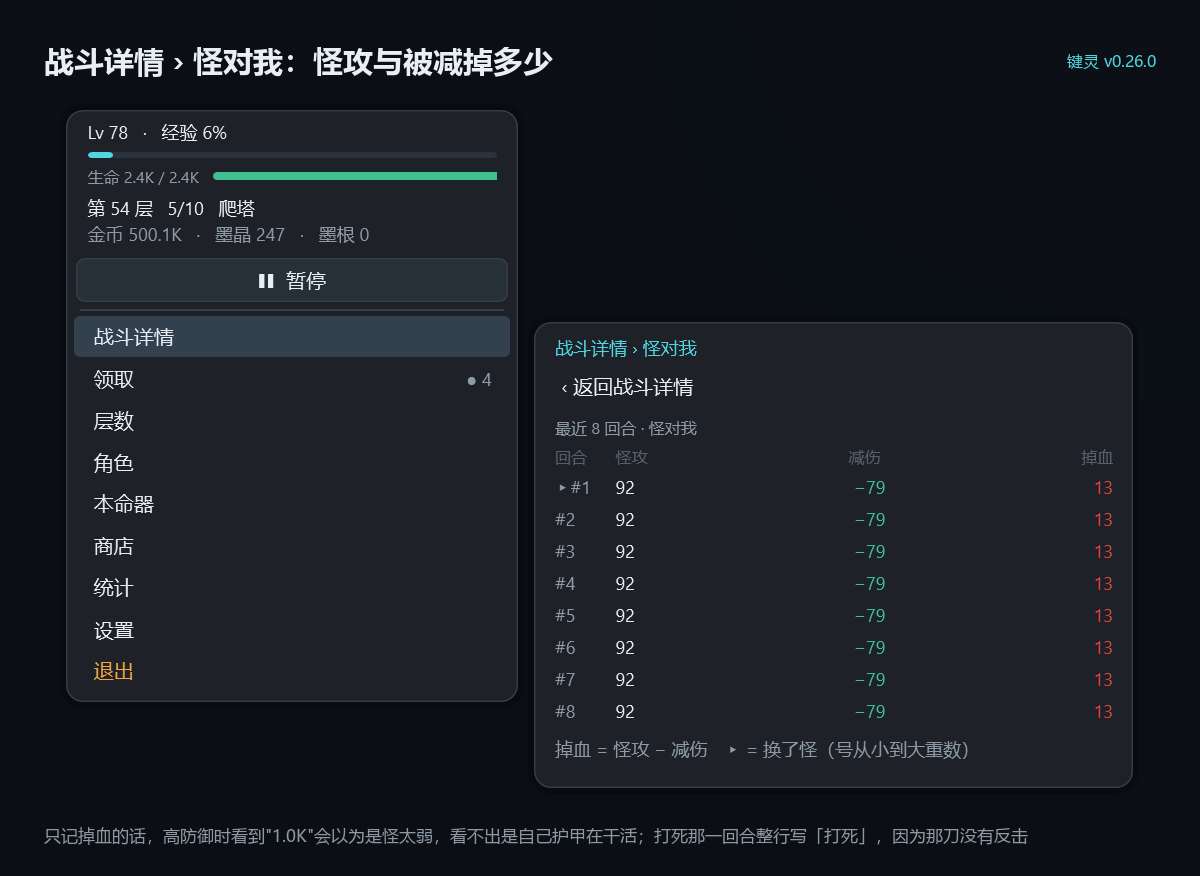 战斗详情 › 怪对我：怪攻与被减掉多少
键灵 v0.26.0
Lv 78 · 经验 6%
生命 2.4K / 2.4K
第 54 层 5/10 爬塔
金币 500.1K · 墨晶 247 · 墨根 0
暂停
战斗详情
领取 ● 4
层数
角色
本命器
商店
统计
设置
退出
战斗详情 › 怪对我
‹ 返回战斗详情
最近 8 回合 · 怪对我
回合 怪攻 减伤 掉血
‣ #1 92 −79 13
#2 92 −79 13
#3 92 −79 13
#4 92 −79 13
#5 92 −79 13
#6 92 −79 13
#7 92 −79 13
#8 92 −79 13
掉血 = 怪攻 − 减伤 ‣ = 换了怪（号从小到大重数）
只记掉血的话，高防御时看到"1.0K"会以为是怪太弱，看不出是自己护甲在干活；打死那一回合整行写「打死」，因为那刀没有反击